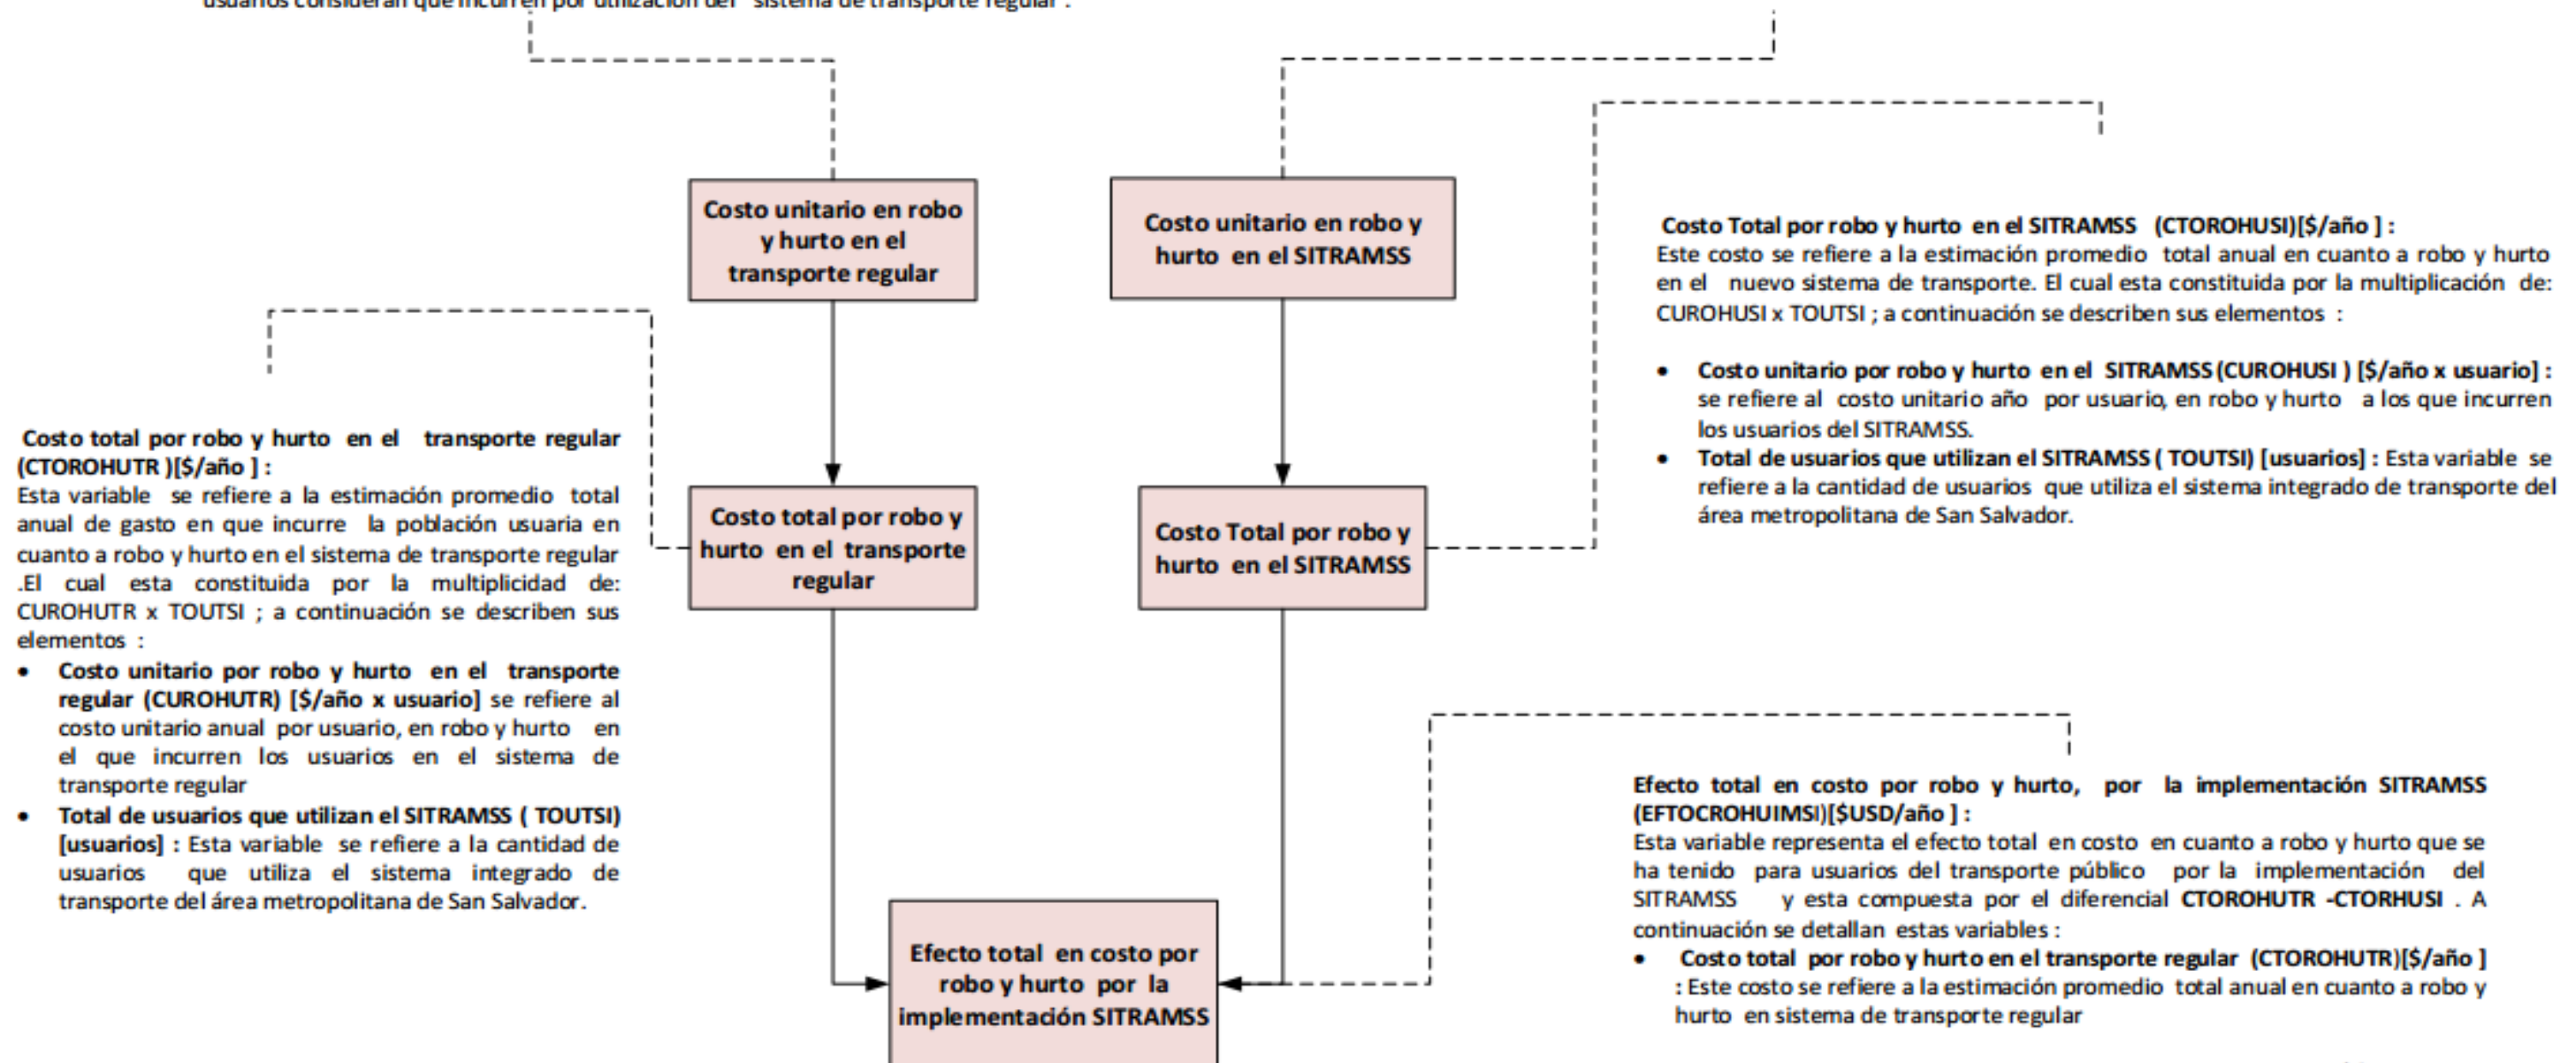 usuarios consideran que incurren por utilización del sistema de transporte regular .
Costo unitario en robo
y hurto en el
transporte regular
Costo unitario en robo y
hurto en el SITRAMSS
Costo Total por robo y hurto en el SITRAMSS (CTOROHUSI)[$/año ] :
Este costo se refiere a la estimación promedio total anual en cuanto a robo y hurto
en el nuevo sistema de transporte. El cual esta constituida por la multiplicación de:
CUROHUSI x TOUTSI ; a continuación se describen sus elementos :
• Costo unitario por robo y hurto en el SITRAMSS (CUROHUSI ) [$/año x usuario] :
se refiere al costo unitario año por usuario, en robo y hurto a los que incurren
los usuarios del SITRAMSS.
• Total de usuarios que utilizan el SITRAMSS ( TOUTSI) [usuarios] : Esta variable se
refiere a la cantidad de usuarios que utiliza el sistema integrado de transporte del
área metropolitana de San Salvador.
Costo total por robo y hurto en el transporte regular
(CTOROHUTR )[$/año ] :
Esta variable se refiere a la estimación promedio total
anual de gasto en que incurre la población usuaria en
cuanto a robo y hurto en el sistema de transporte regular
.El cual esta constituida por la multiplicidad de:
CUROHUTR x TOUTSI ; a continuación se describen sus
elementos :
• Costo unitario por robo y hurto en el transporte
regular (CUROHUTR) [$/año x usuario] se refiere al
costo unitario anual por usuario, en robo y hurto en
el que incurren los usuarios en el sistema de
transporte regular
• Total de usuarios que utilizan el SITRAMSS ( TOUTSI)
[usuarios] : Esta variable se refiere a la cantidad de
usuarios que utiliza el sistema integrado de
transporte del área metropolitana de San Salvador.
Costo total por robo y
hurto en el transporte
regular
Costo Total por robo y
hurto en el SITRAMSS
Efecto total en costo por robo y hurto, por la implementación SITRAMSS
(EFTOCROHUIMSI)[$USD/año ] :
Esta variable representa el efecto total en costo en cuanto a robo y hurto que se
ha tenido para usuarios del transporte público por la implementación del
SITRAMSS y esta compuesta por el diferencial CTOROHUTR -CTORHUSI . A
continuación se detallan estas variables :
• Costo total por robo y hurto en el transporte regular (CTOROHUTR)[$/año ]
: Este costo se refiere a la estimación promedio total anual en cuanto a robo y
hurto en sistema de transporte regular
Efecto total en costo por
robo y hurto por la
implementación SITRAMSS